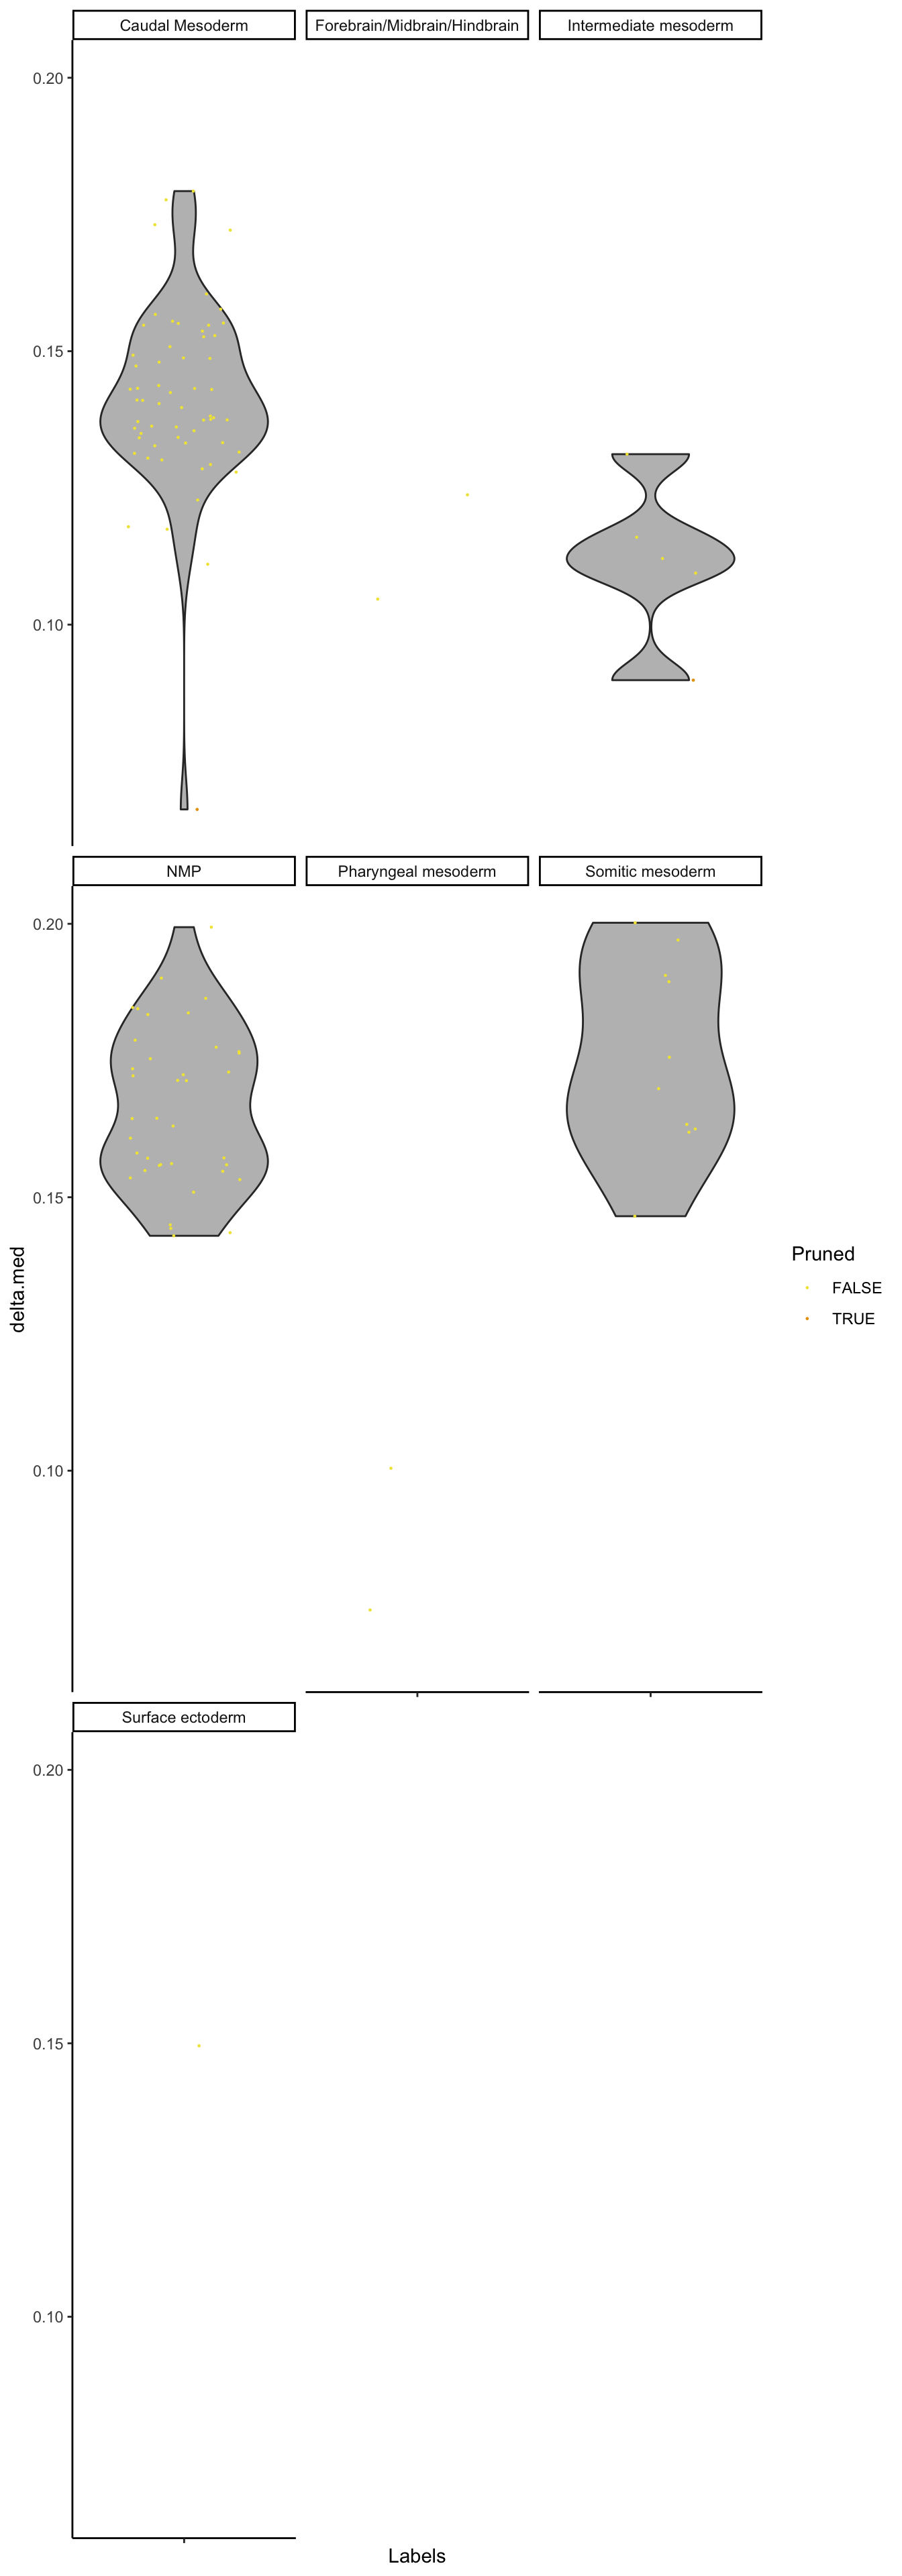 Caudal Mesoderm
Forebrain/Midbrain/Hindbrain
Intermediate mesoderm
0.20
0.15
0.10
NMP
Pharyngeal mesoderm
Somitic mesoderm
0.20
0.15
0.10
delta.med
Pruned
FALSE
TRUE
Surface ectoderm
0.20
0.15
0.10
Labels